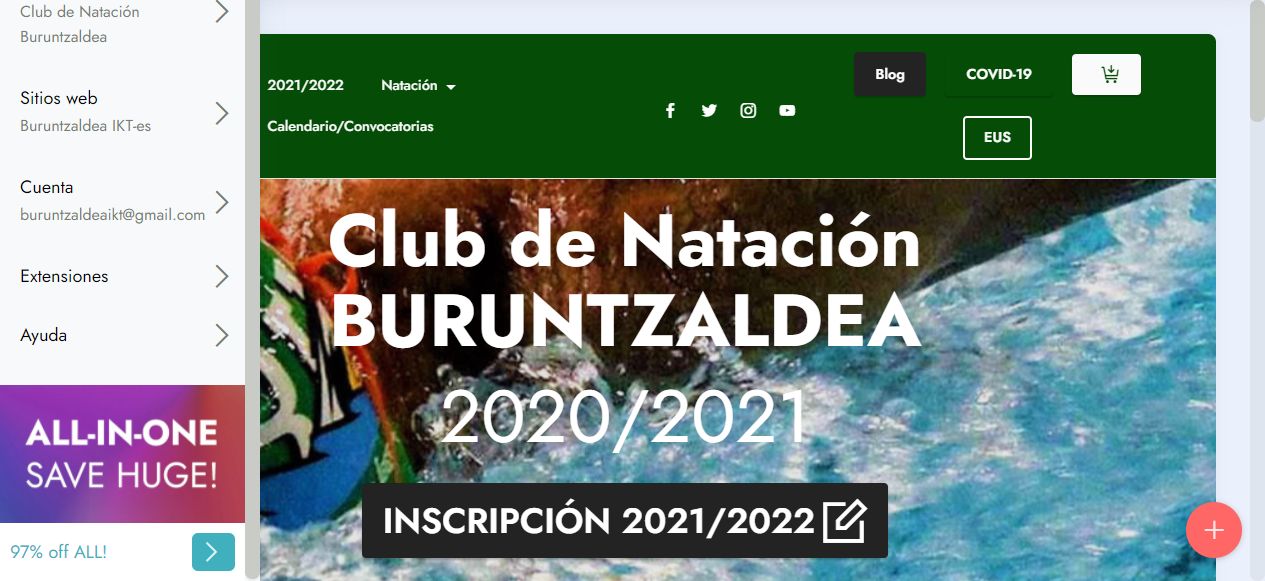 Club de Natación
Buruntzaldea
Sitios web
Buruntzaldea IKT-es
Cuenta
buruntzaldeaikt@gmail.com
Extensiones
Ayuda
ALL-IN-ONE
SAVE HUGE!
97% off ALL!
2021/2022
Natación
Calendario/Convocatorias
Blog
COVID-19
EUS
Club de Natación
BURUNTZALDEA
2020/2021
INSCRIPCIÓN 2021/2022